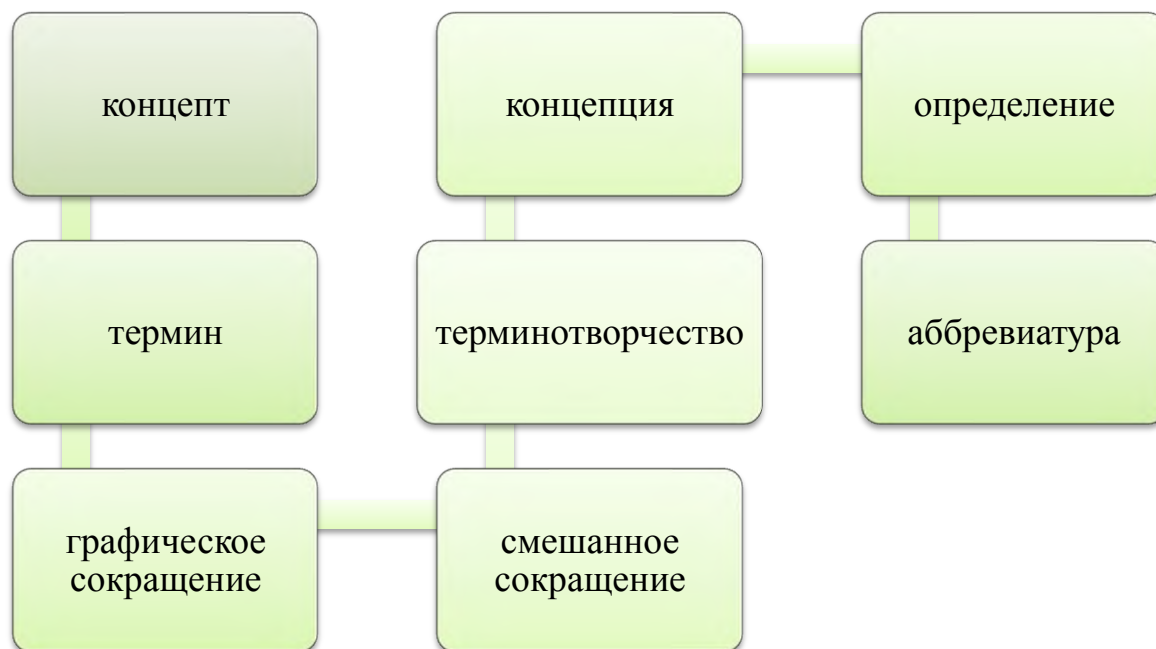 концепт
концепция
определение
термин
терминотворчество
аббревиатура
графическое
сокращение
смешанное
сокращение